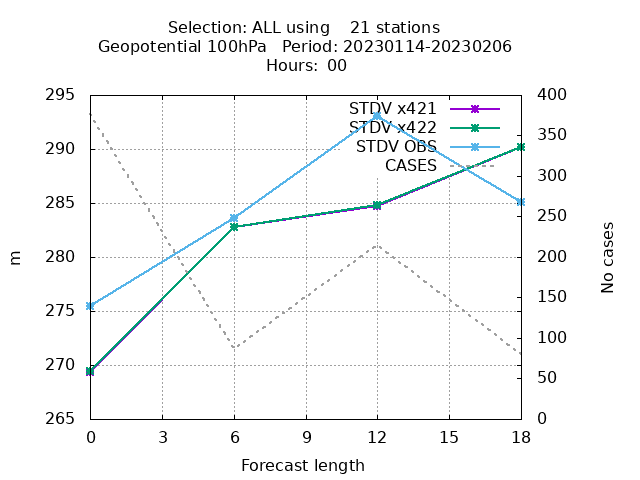 Selection: ALL using    21 stations
Geopotential 100hPa   Period: 20230114-20230206
Hours: 00
295
290
285
280
275
270
265
m
400
350
300
250
200
150
100
50
0
No cases
STDV x421
STDV x422
STDV OBS
CASES
0 3 6 9 12 15 18
Forecast length